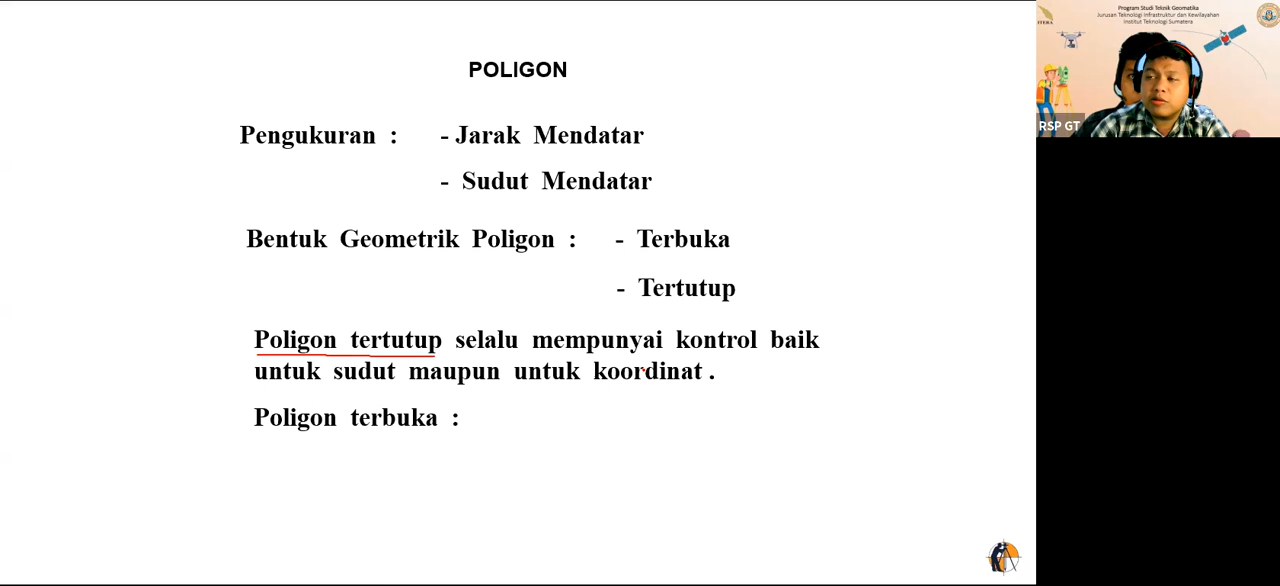 POLIGON
Pengukuran : - Jarak Mendatar
- Sudut Mendatar
Bentuk Geometrik Poligon : - Terbuka
- Tertutup
Poligon tertutup selalu mempunyai kontrol baik
untuk sudut maupun untuk koordinat .
Poligon terbuka :
Program Studi Teknik Geomatika
Jurusan Teknologi Infrastruktur dan Kewilayahan
Institut Teknologi Sumatera
ITERA
RSP GT